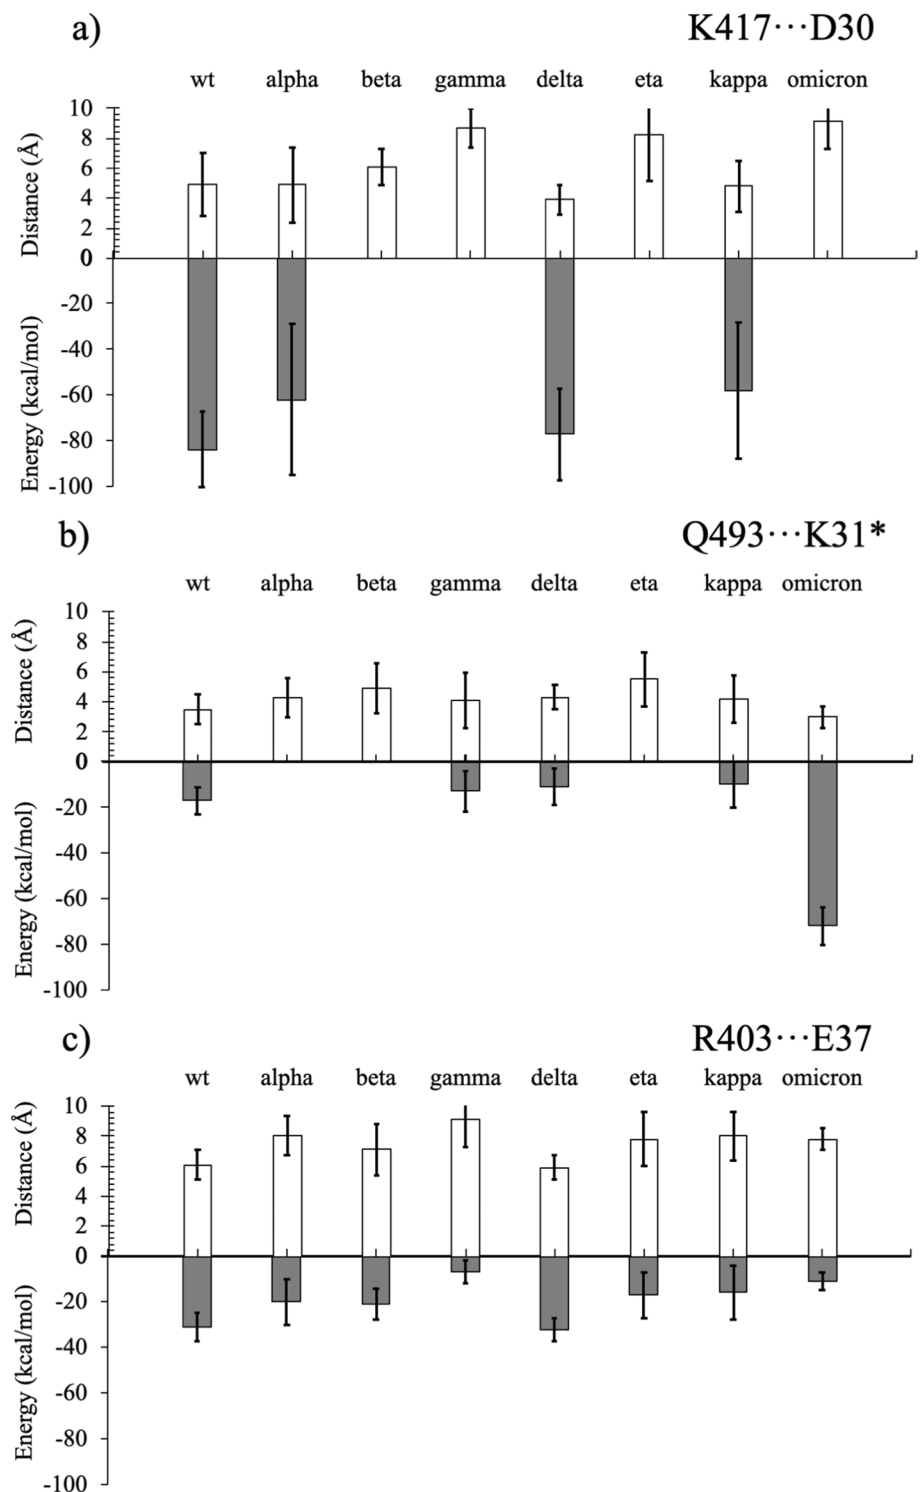 a)
K417···D30
wt alpha beta gamma delta eta kappa omicron
Distance (Å)
10
8
6
4
2
0
Energy (kcal/mol)
-20
-40
-60
-80
-100
b)
Q493···K31*
wt alpha beta gamma delta eta kappa omicron
Distance (Å)
10
8
6
4
2
0
Energy (kcal/mol)
-20
-40
-60
-80
-100
c)
R403···E37
wt alpha beta gamma delta eta kappa omicron
Distance (Å)
10
8
6
4
2
0
Energy (kcal/mol)
-20
-40
-60
-80
-100